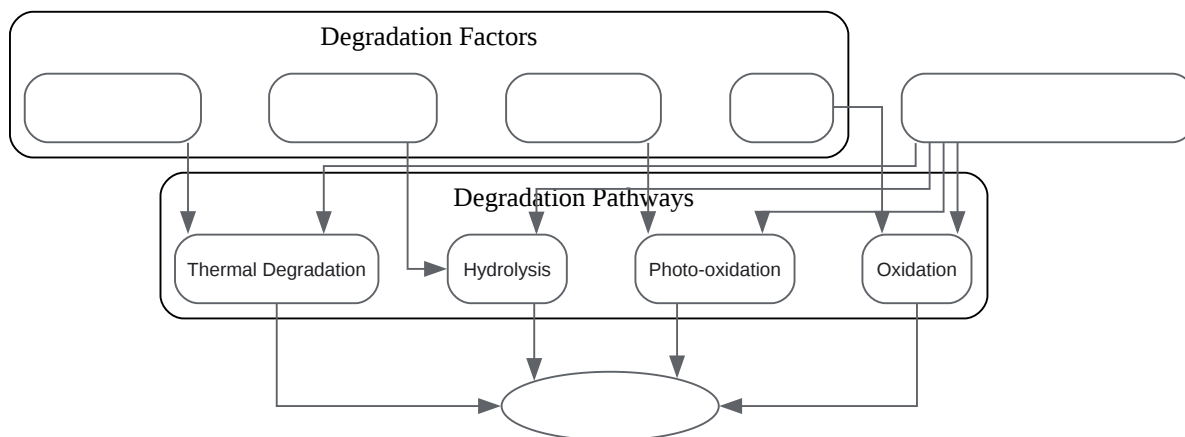 Degradation Factors
Degradation Pathways
Thermal Degradation
Hydrolysis
Photo-oxidation
Oxidation